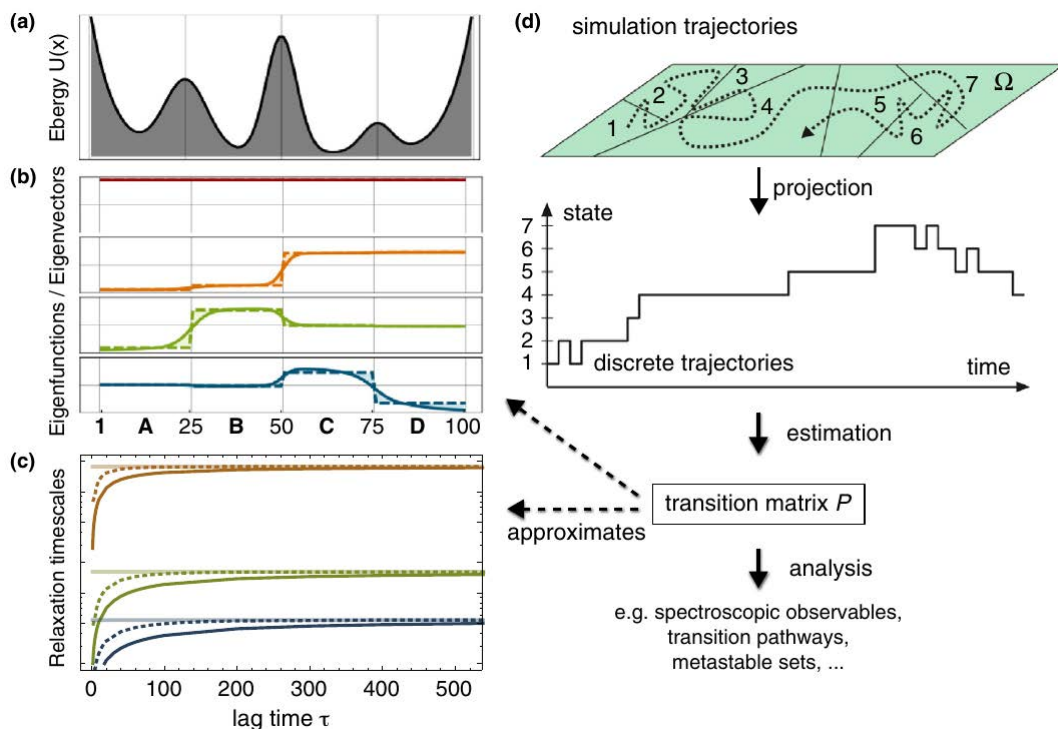 (a)
Ebergy U(x)
(b)
Eigenfunctions / Eigenvectors
1 A 25 B 50 C 75 D 100
(c)
Relaxation timescales
0 100 200 300 400 500
lag time τ
(d) simulation trajectories
Ω
1 2 3 4 5 6 7
projection
state
7
6
5
4
3
2
1
discrete trajectories
time
estimation
transition matrix P
approximates
analysis
e.g. spectroscopic observables,
transition pathways,
metastable sets, ...